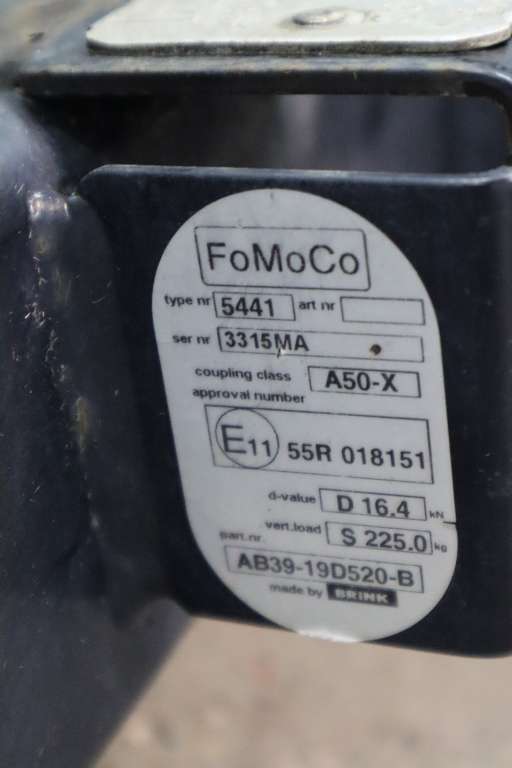 FoMoCo
type nr 5441 art nr
ser nr 3315MA
coupling class A50-X
approval number
E11 55R 018151
d-value D 16.4 kN
vert.load S 225.0 kg
part.nr.
AB39-19D520-B
made by BRINK